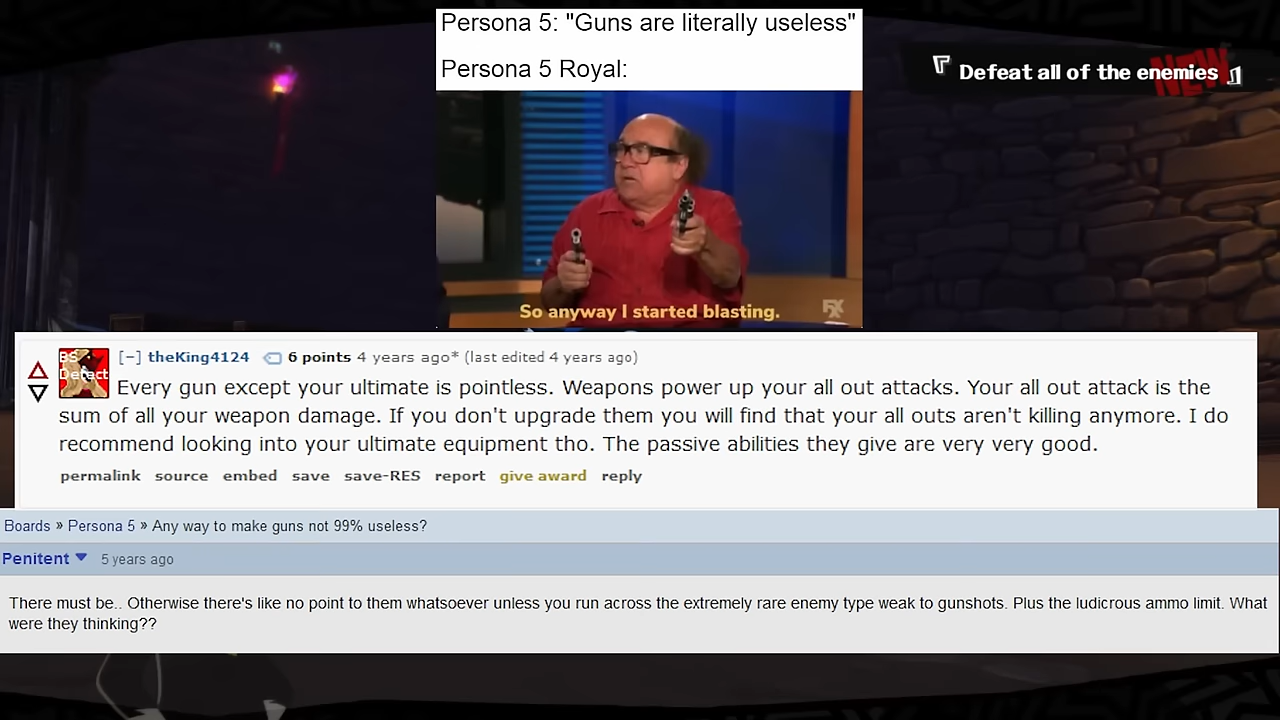 Persona 5: "Guns are literally useless"
Persona 5 Royal:
『 Defeat all of the enemies 』
NEW
So anyway I started blasting.
FX
BS
Detect
[−] theKing4124 6 points 4 years ago* (last edited 4 years ago)
Every gun except your ultimate is pointless. Weapons power up your all out attacks. Your all out attack is the
sum of all your weapon damage. If you don't upgrade them you will find that your all outs aren't killing anymore. I do
recommend looking into your ultimate equipment tho. The passive abilities they give are very very good.
permalink source embed save save-RES report give award reply
Boards » Persona 5 » Any way to make guns not 99% useless?
Penitent 5 years ago
There must be.. Otherwise there's like no point to them whatsoever unless you run across the extremely rare enemy type weak to gunshots. Plus the ludicrous ammo limit. What
were they thinking??